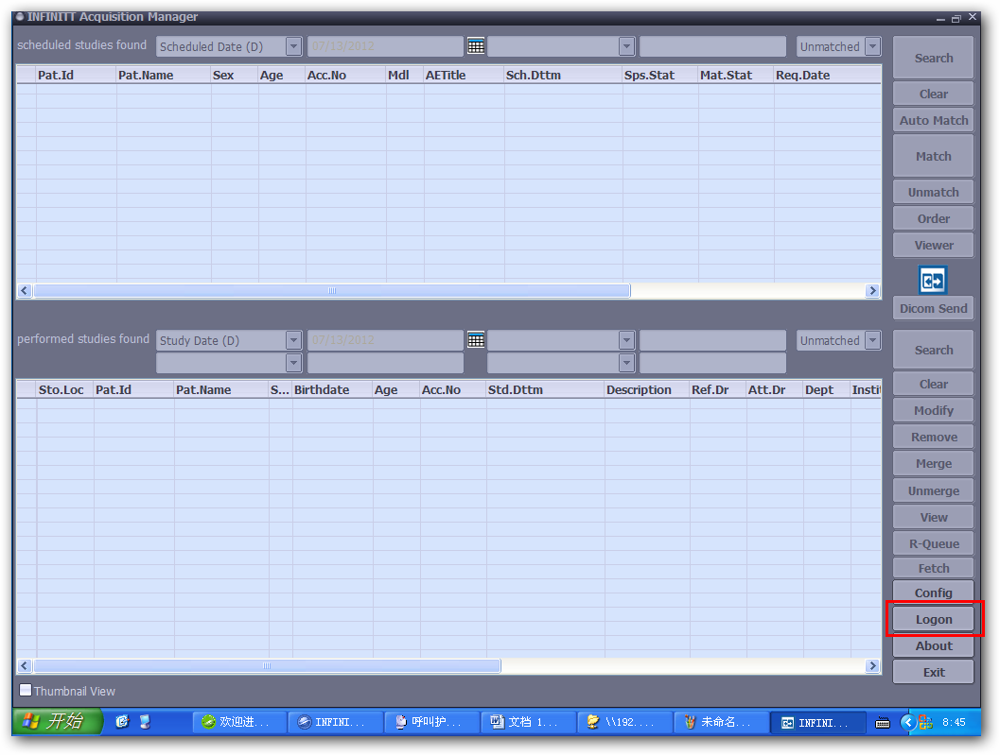 INFINITT Acquisition Manager
scheduled studies found Scheduled Date (D) 07/13/2012 Unmatched Search
Pat.Id Pat.Name Sex Age Acc.No Mdl AETitle Sch.Dttm Sps.Stat Mat.Stat Req.Date
Clear
Auto Match
Match
Unmatch
Order
Viewer
Dicom Send
performed studies found Study Date (D) 07/13/2012 Unmatched Search
Sto.Loc Pat.Id Pat.Name S... Birthdate Age Acc.No Std.Dttm Description Ref.Dr Att.Dr Dept Insti
Clear
Modify
Remove
Merge
Unmerge
View
R-Queue
Fetch
Config
Logon
About
Exit
Thumbnail View
开始 欢迎进... INFINI... 呼叫护... 文档 1... \\192.... 未命名... INFINI... 8:45